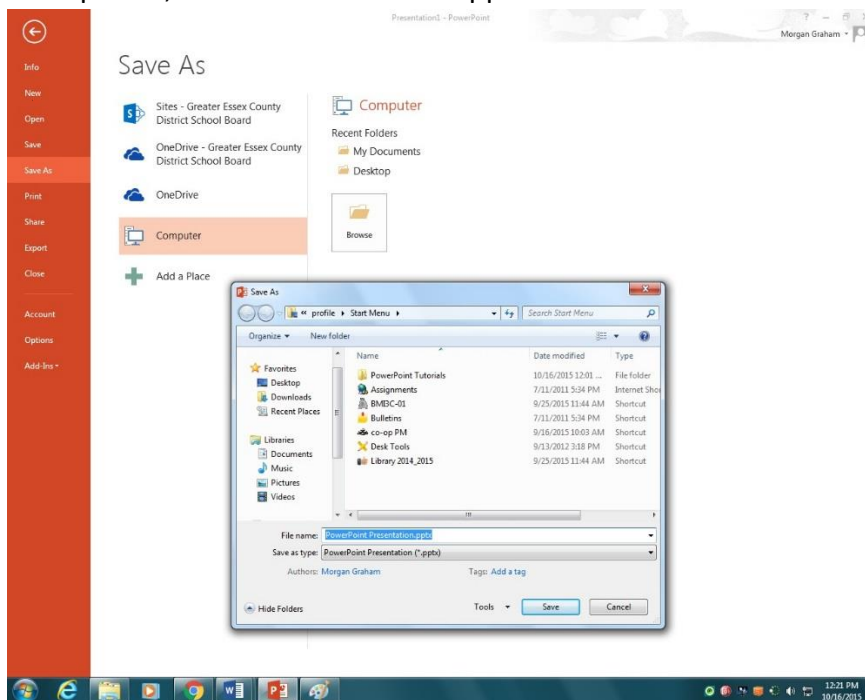 Presentation1 - PowerPoint
?
Morgan Graham
Info
New
Open
Save
Save As
Print
Share
Export
Close
Account
Options
Add-Ins
Save As
Sites - Greater Essex County
District School Board
OneDrive - Greater Essex County
District School Board
OneDrive
Computer
Add a Place
Computer
Recent Folders
My Documents
Desktop
Browse
Save As
« profile Start Menu
Search Start Menu
Organize New folder
Favorites
Desktop
Downloads
Recent Places
Libraries
Documents
Music
Pictures
Videos
Name Date modified Type
PowerPoint Tutorials 10/16/2015 12:01 ... File folder
Assignments 7/11/2011 5:34 PM Internet Sho
BMI3C-01 9/25/2015 11:44 AM Shortcut
Bulletins 7/11/2011 5:34 PM Shortcut
co-op PM 9/16/2015 10:03 AM Shortcut
Desk Tools 9/13/2012 3:18 PM Shortcut
Library 2014_2015 9/25/2015 11:44 AM Shortcut
File name: PowerPoint Presentation.pptx
Save as type: PowerPoint Presentation (*.pptx)
Authors: Morgan Graham Tags: Add a tag
Hide Folders Tools Save Cancel
12:21 PM
10/16/2015